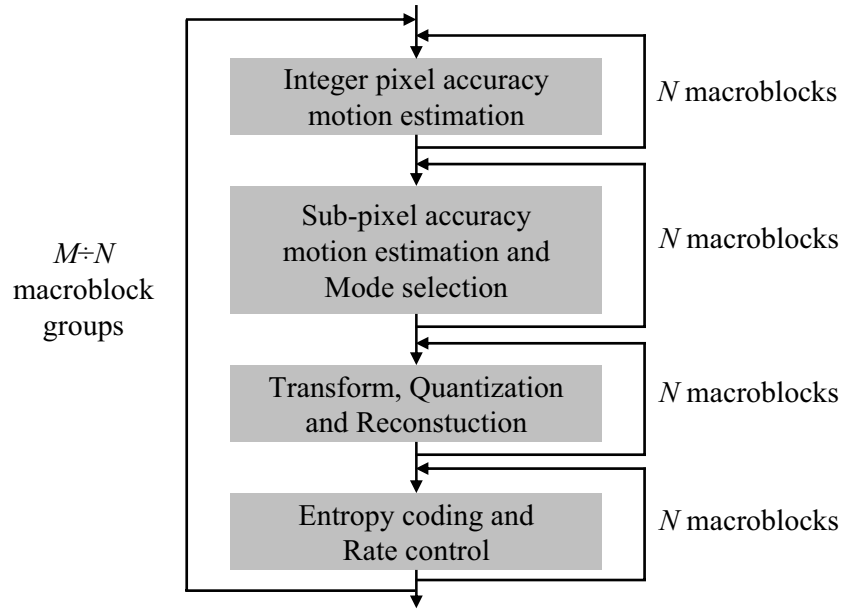 Integer pixel accuracy
motion estimation
N macroblocks
Sub-pixel accuracy
motion estimation and
Mode selection
N macroblocks
M÷N
macroblock
groups
Transform, Quantization
and Reconstuction
N macroblocks
Entropy coding and
Rate control
N macroblocks